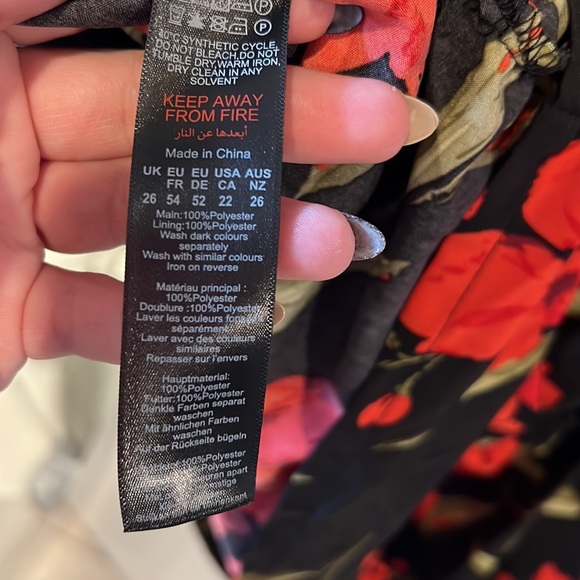 40°C SYNTHETIC CYCLE,
DO NOT BLEACH,DO NOT
TUMBLE DRY,WARM IRON,
DRY CLEAN IN ANY
SOLVENT
KEEP AWAY
FROM FIRE
أبعدها عن النار
Made in China
UK EU EU USA AUS
FR DE CA NZ
26 54 52 22 26
Main:100%Polyester
Lining:100%Polyester
Wash dark colours
separately
Wash with similar colours
Iron on reverse
Matériau principal :
100%Polyester
Doublure :100%Polyester
Laver les couleurs foncées
séparément
Laver avec des couleurs
similaires
Repasser sur l'envers
Hauptmaterial:
100%Polyester
Futter:100%Polyester
Dunkle Farben separat
waschen
Mit ähnlichen Farben
waschen
Auf der Rückseite bügeln
100%Polyester
100%Polyester
apart